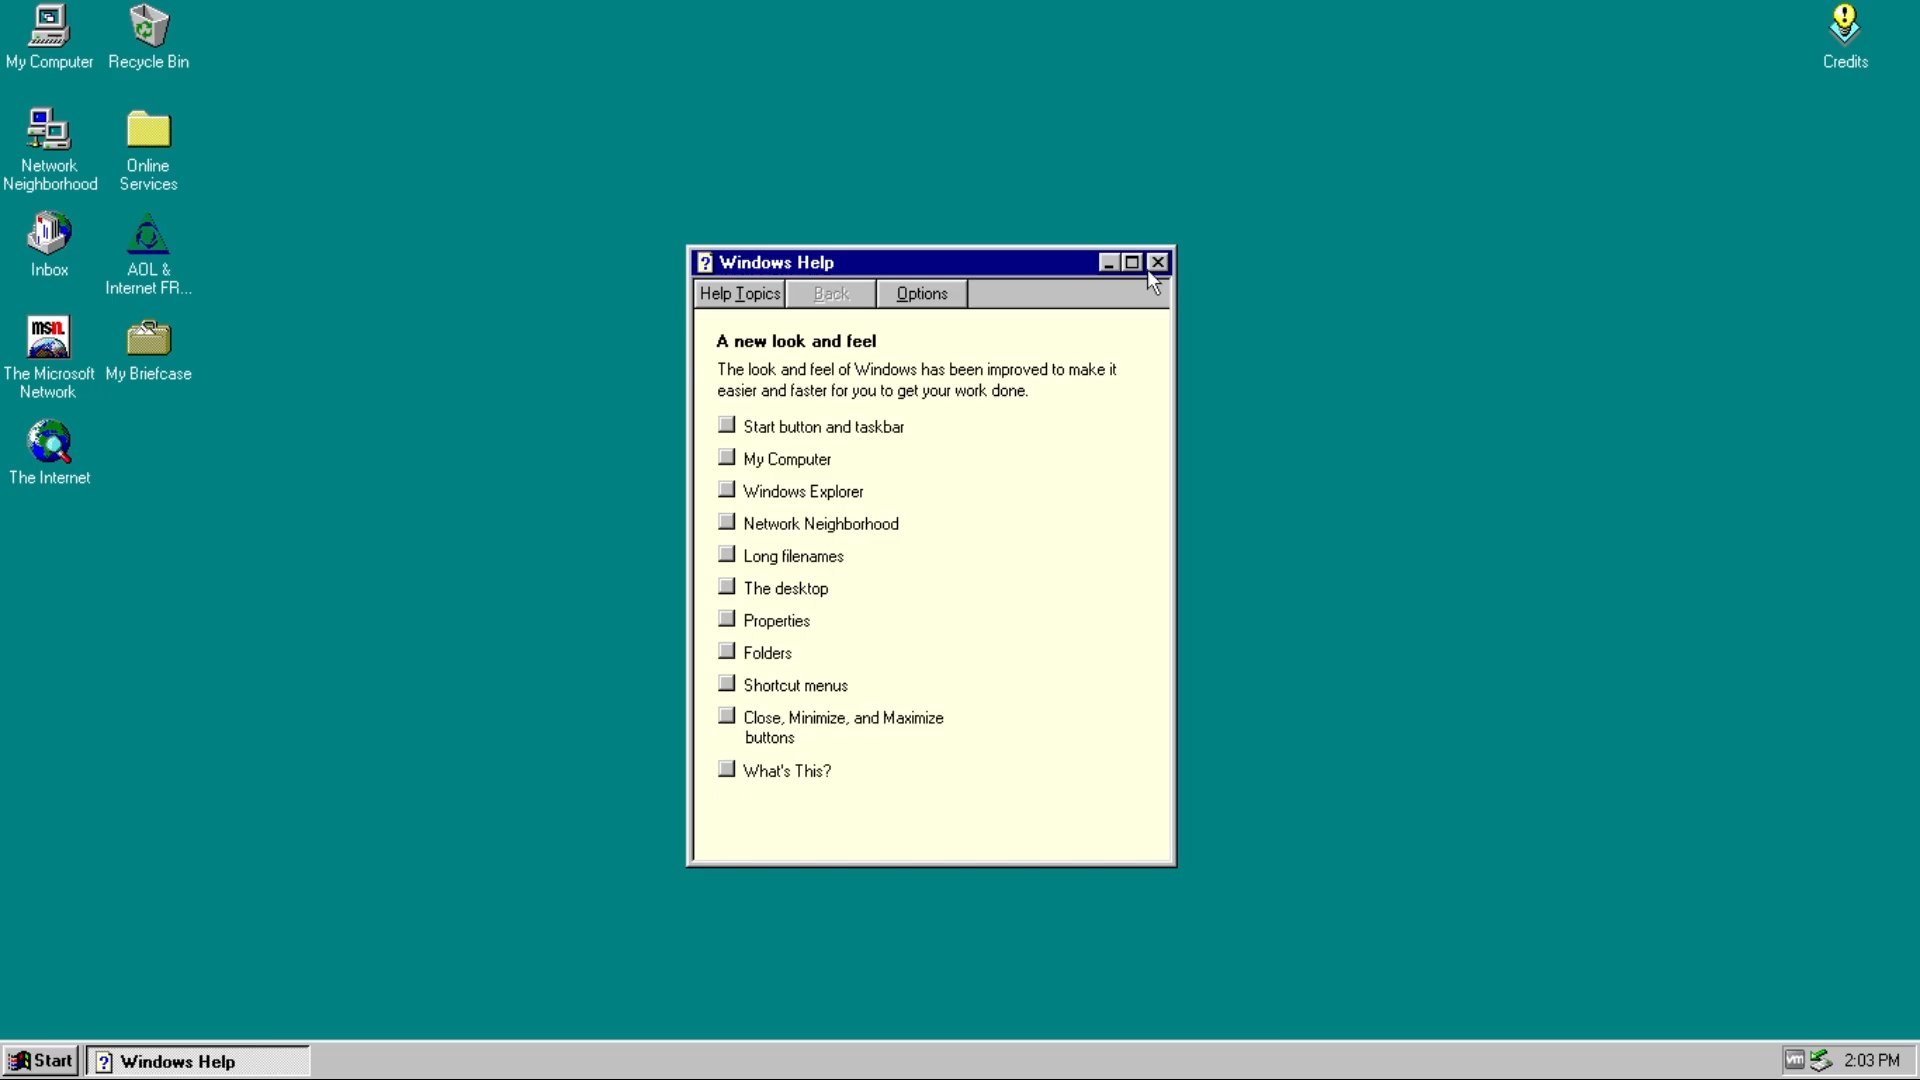 My Computer
Recycle Bin
Network
Neighborhood
Online
Services
Inbox
AOL &
Internet FR...
msn.
The Microsoft
Network
My Briefcase
The Internet
Credits
Windows Help
Help Topics
Back
Options
A new look and feel
The look and feel of Windows has been improved to make it
easier and faster for you to get your work done.
Start button and taskbar
My Computer
Windows Explorer
Network Neighborhood
Long filenames
The desktop
Properties
Folders
Shortcut menus
Close, Minimize, and Maximize
buttons
What's This?
Start
Windows Help
vm
2:03 PM